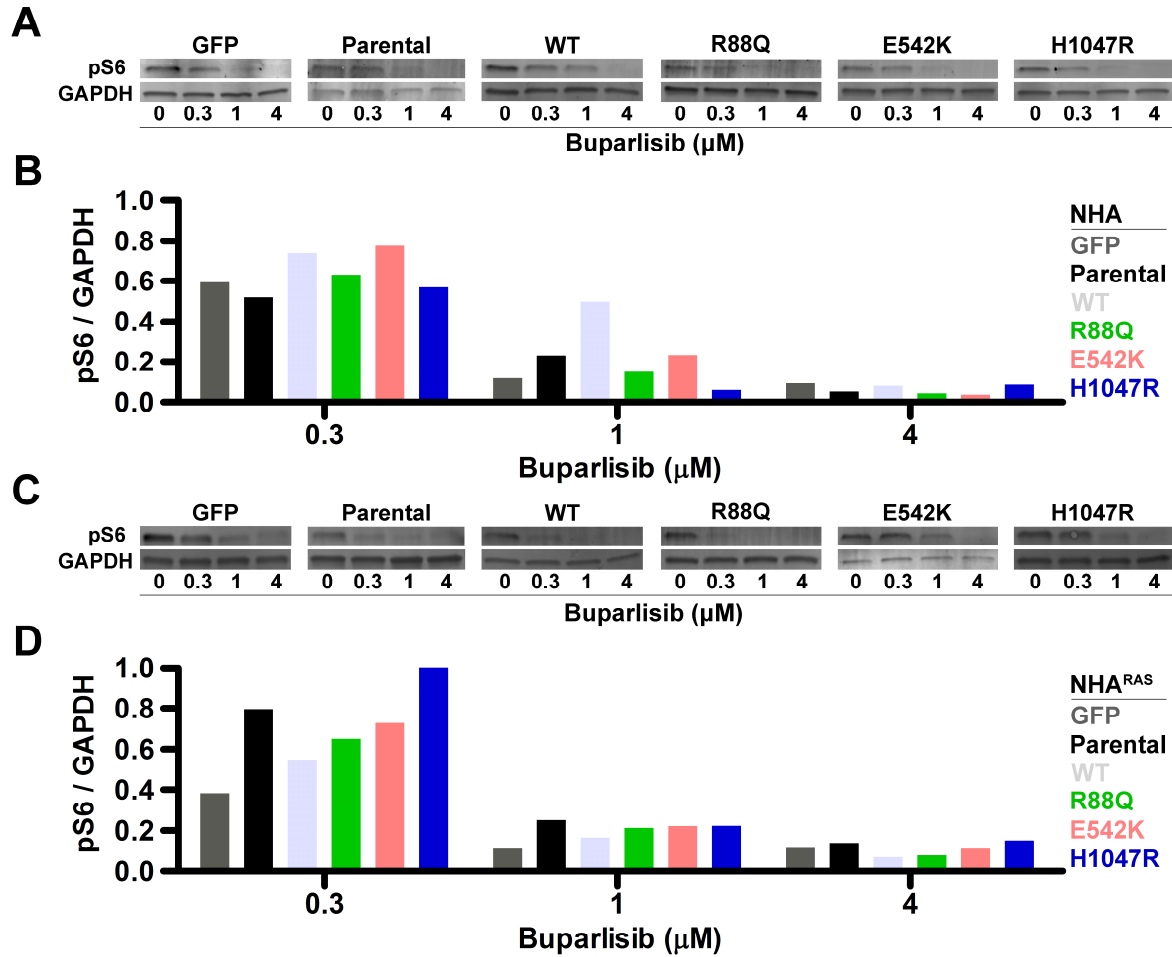 A
GFP Parental WT R88Q E542K H1047R
pS6
GAPDH
0 0.3 1 4 0 0.3 1 4 0 0.3 1 4 0 0.3 1 4 0 0.3 1 4 0 0.3 1 4
Buparlisib (µM)
B
pS6 / GAPDH
1.0
0.8
0.6
0.4
0.2
0.0
0.3 1 4
Buparlisib (μM)
NHA
GFP
Parental
WT
R88Q
E542K
H1047R
C
GFP Parental WT R88Q E542K H1047R
pS6
GAPDH
0 0.3 1 4 0 0.3 1 4 0 0.3 1 4 0 0.3 1 4 0 0.3 1 4 0 0.3 1 4
Buparlisib (µM)
D
pS6 / GAPDH
1.0
0.8
0.6
0.4
0.2
0.0
0.3 1 4
Buparlisib (μM)
NHA^RAS
GFP
Parental
WT
R88Q
E542K
H1047R